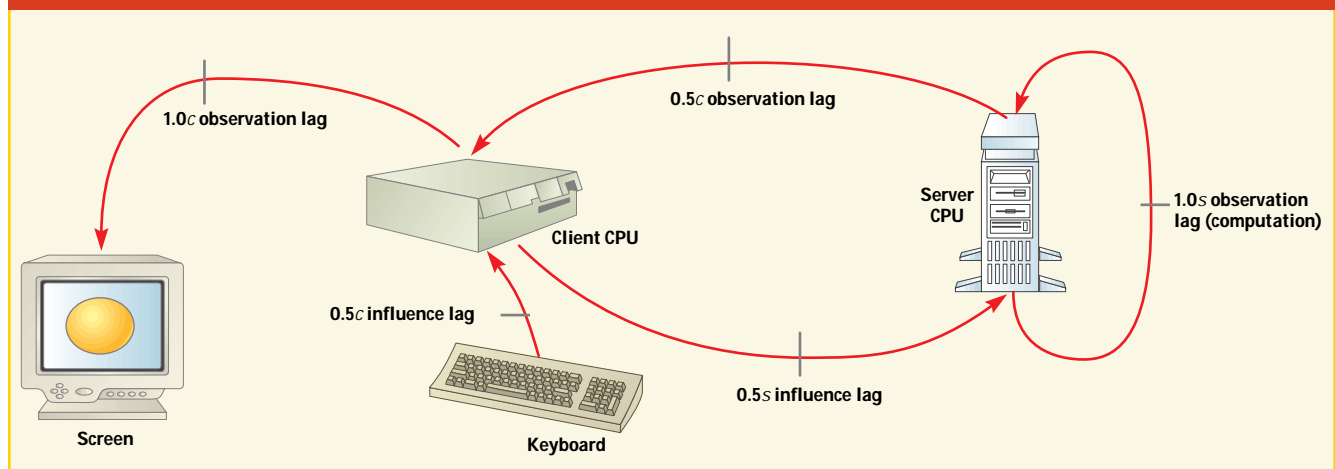 1.0c observation lag
0.5c observation lag
Server
CPU
1.0s observation
lag (computation)
Client CPU
0.5c influence lag
0.5s influence lag
Screen
Keyboard